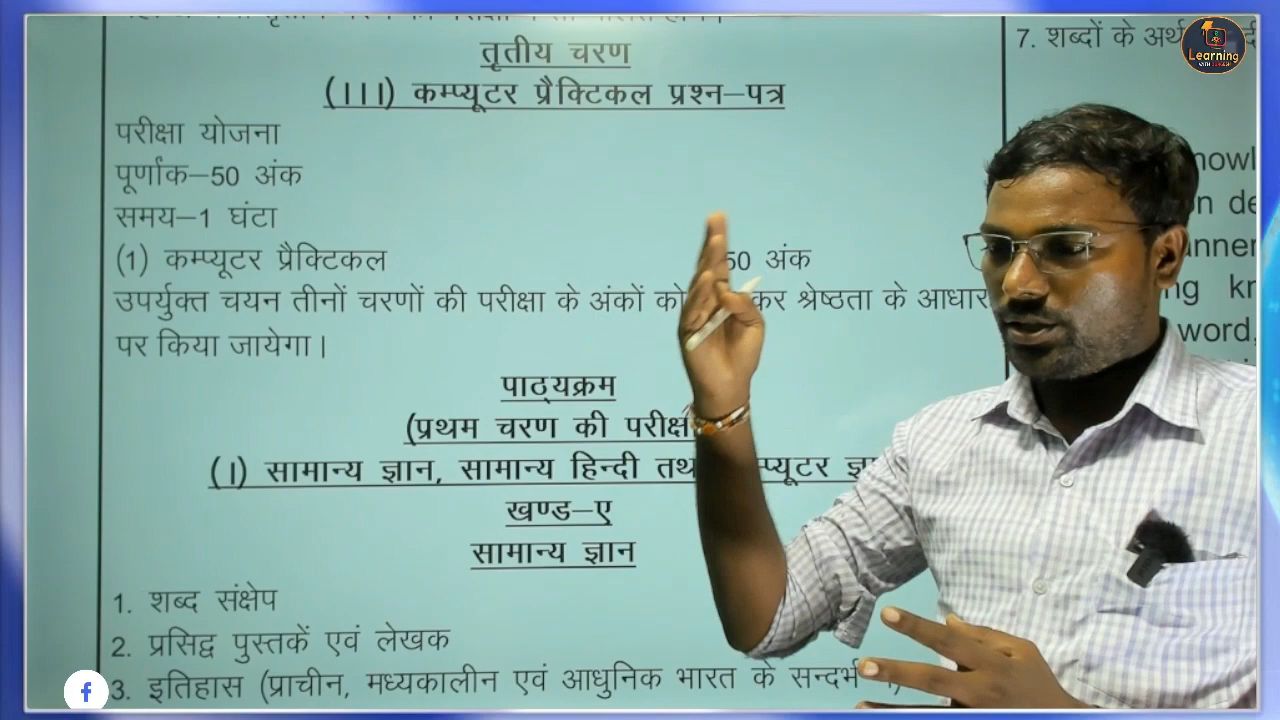 तृतीय चरण
(III) कम्प्यूटर प्रैक्टिकल प्रश्न–पत्र
परीक्षा योजना
पूर्णांक–50 अंक
समय–1 घंटा
(1) कम्प्यूटर प्रैक्टिकल 50 अंक
उपर्युक्त चयन तीनों चरणों की परीक्षा के अंकों को कर श्रेष्ठता के आधार
पर किया जायेगा।
पाठ्यक्रम
(प्रथम चरण की
(I) सामान्य ज्ञान, सामान्य हिन्दी
खण्ड–ए
सामान्य ज्ञान
1. शब्द संक्षेप
2. प्रसिद्व पुस्तकें एवं लेखक
3. इतिहास (प्राचीन, मध्यकालीन एवं आधुनिक भारत के सन्दर्भ
7. शब्दों के अर्थ
word,
Learning
f